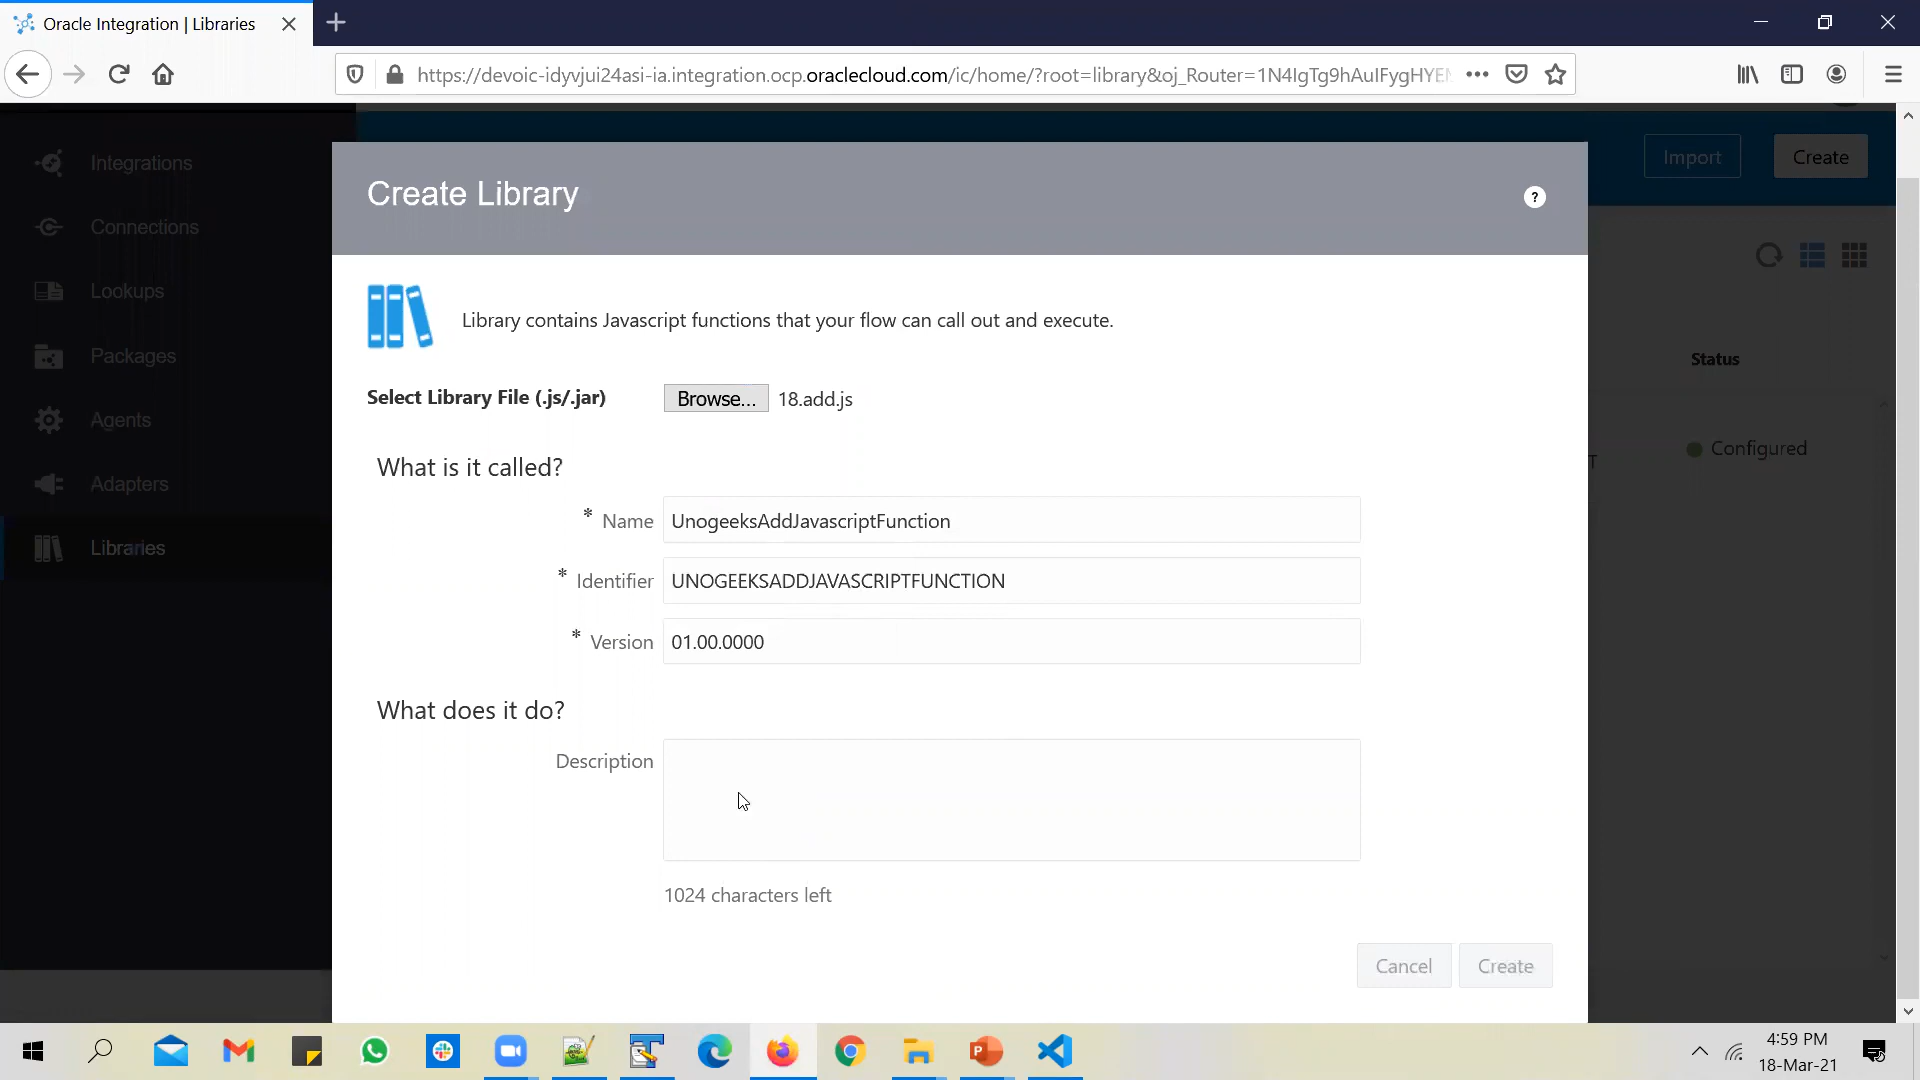 Oracle Integration | Libraries
https://devoic-idyvjui24asi-ia.integration.ocp.oraclecloud.com/ic/home/?root=library&oj_Router=1N4IgTg9hAuIFygHYEN
Integrations
Connections
Lookups
Packages
Agents
Adapters
Libraries
Import
Create
Status
Configured
T
Create Library
?
Library contains Javascript functions that your flow can call out and execute.
Select Library File (.js/.jar)
Browse...
18.add.js
What is it called?
* Name
UnogeeksAddJavascriptFunction
* Identifier
UNOGEEKSADDJAVASCRIPTFUNCTION
* Version
01.00.0000
What does it do?
Description
1024 characters left
Cancel
Create
4:59 PM
18-Mar-21